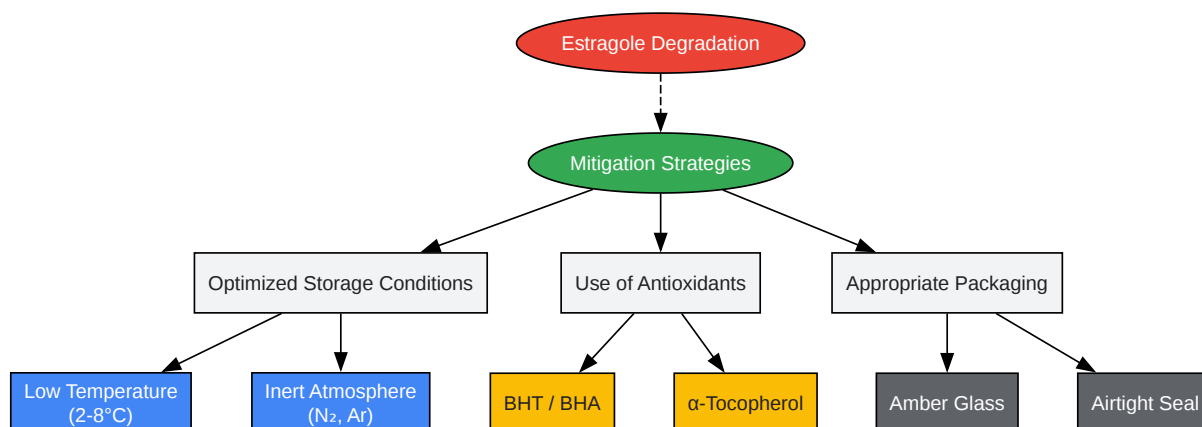 Estragole Degradation
Mitigation Strategies
Optimized Storage Conditions
Use of Antioxidants
Appropriate Packaging
Low Temperature
(2-8°C)
Inert Atmosphere
(N₂, Ar)
BHT / BHA
α-Tocopherol
Amber Glass
Airtight Seal